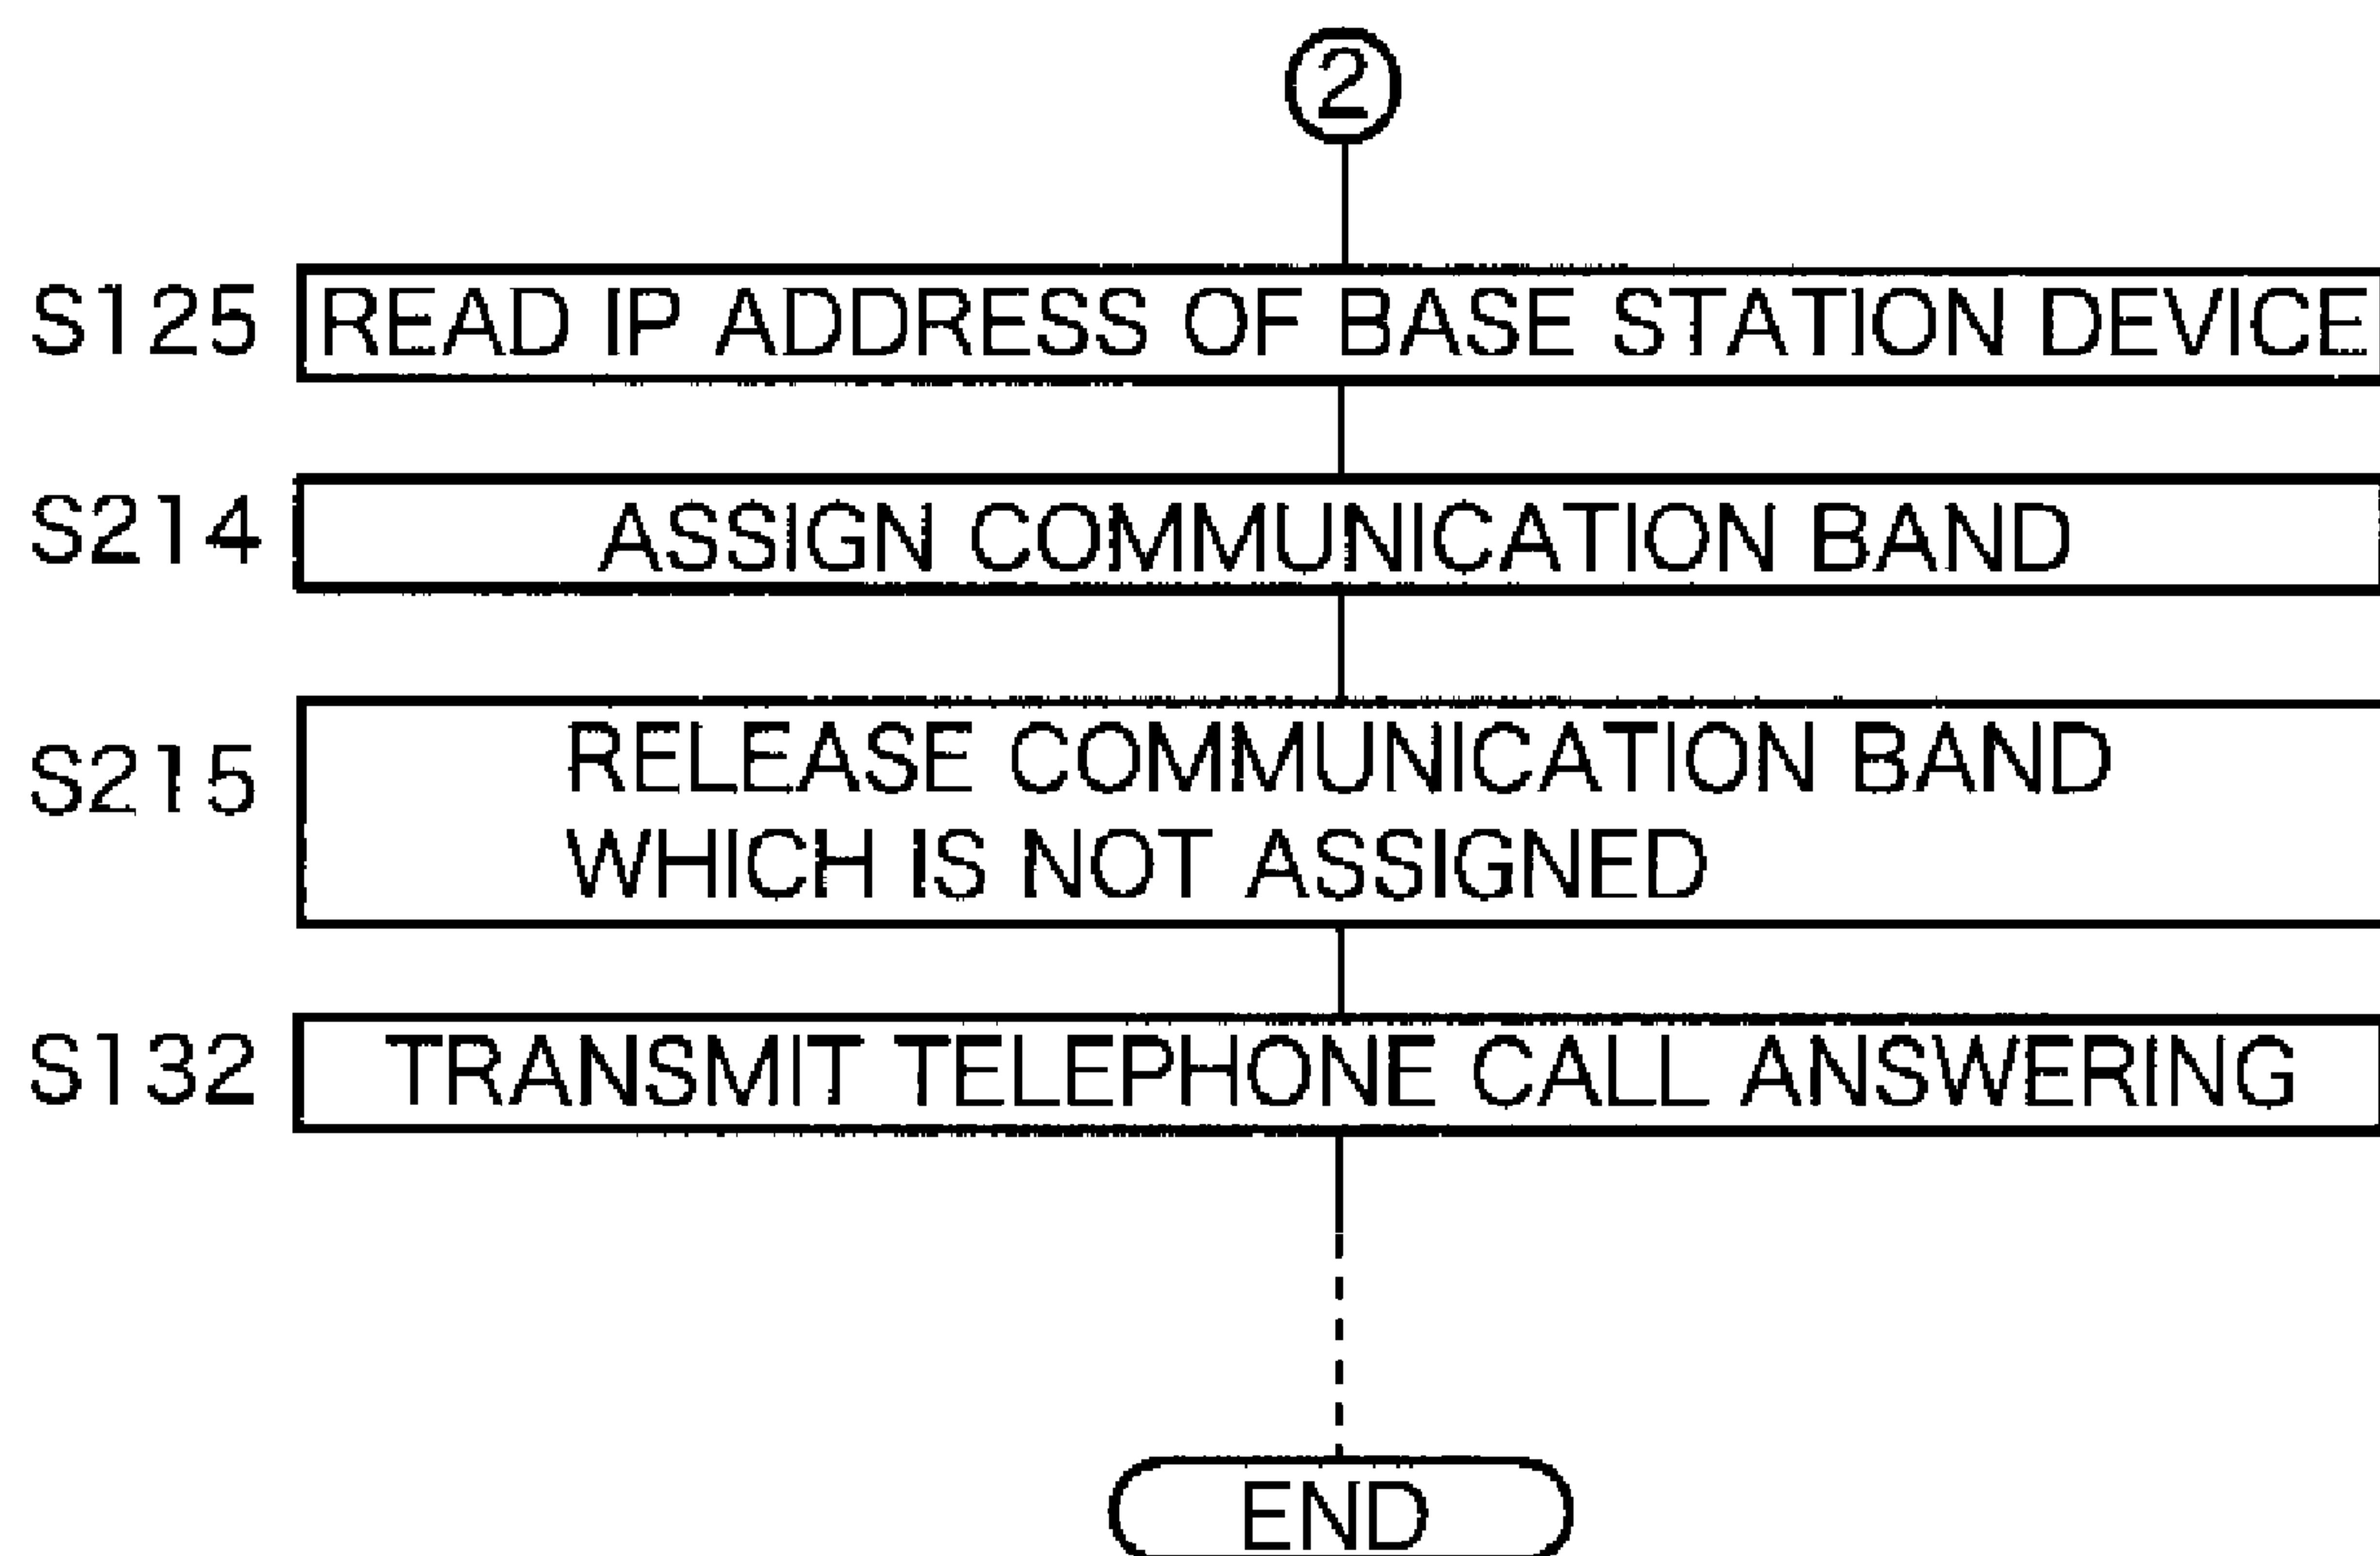 2
S125 READ IP ADDRESS OF BASE STATION DEVICE
S214 ASSIGN COMMUNICATION BAND
S215 RELEASE COMMUNICATION BAND
WHICH IS NOT ASSIGNED
S132 TRANSMIT TELEPHONE CALL ANSWERING
END